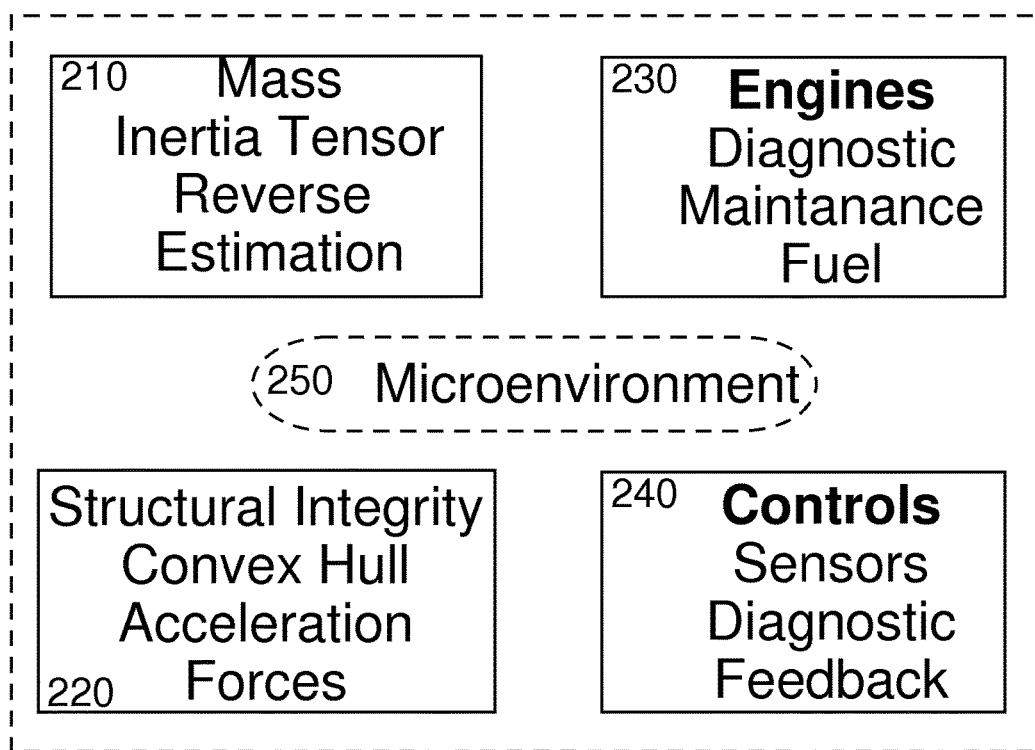 210 Mass
Inertia Tensor
Reverse
Estimation
230 Engines
Diagnostic
Maintanance
Fuel
250 Microenvironment
Structural Integrity
Convex Hull
Acceleration
220 Forces
240 Controls
Sensors
Diagnostic
Feedback